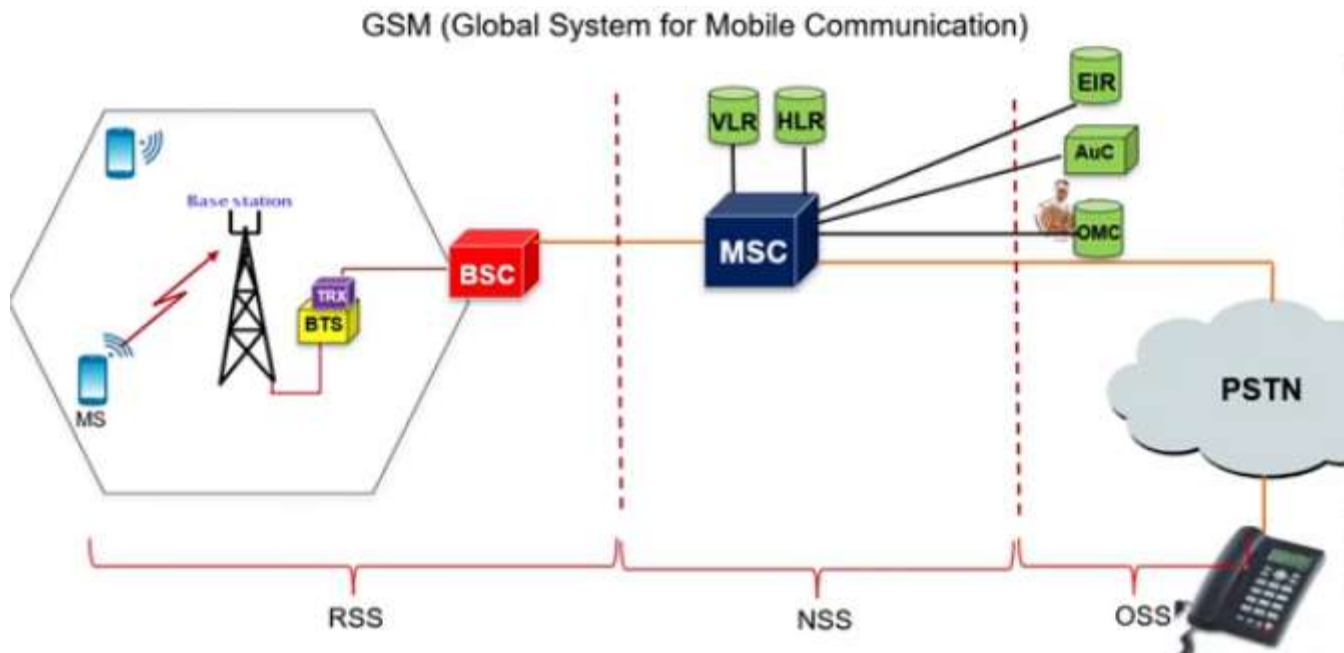 GSM (Global System for Mobile Communication)
EIR
VLR HLR
AuC
Base station
OMC
MSC
BSC
TRX
BTS
PSTN
MS
RSS
NSS
OSS